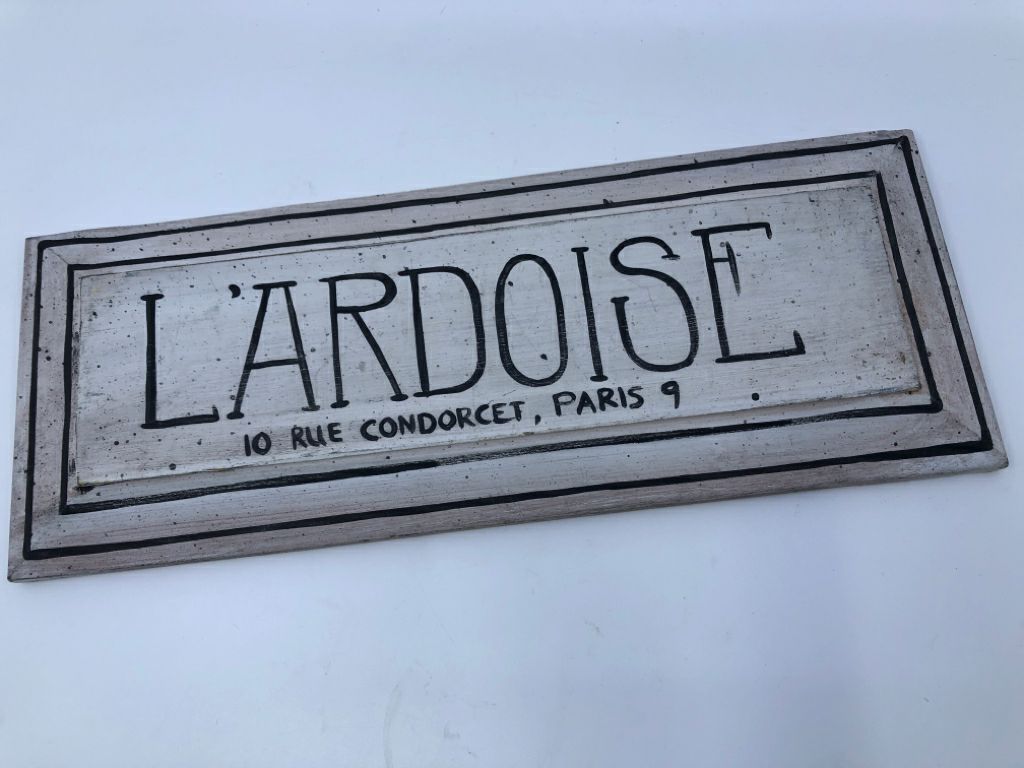 L'ARDOISE
10 RUE CONDORCET, PARIS 9